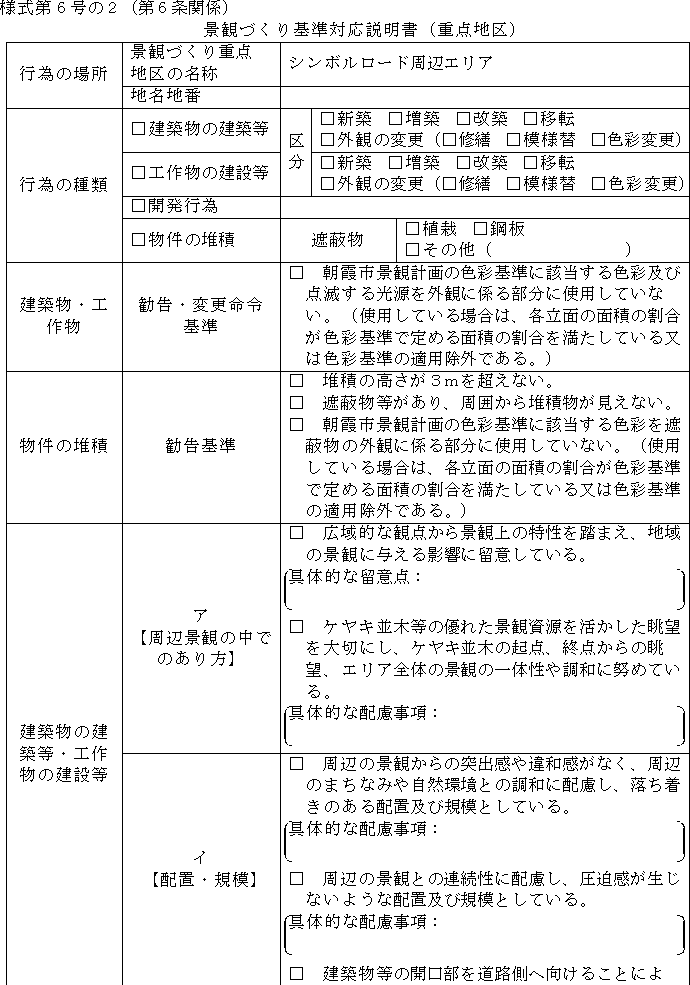 様式第６号の２（第６条関係）
景観づくり基準対応説明書（重点地区）
行為の場所
景観づくり重点
地区の名称
シンボルロード周辺エリア
地名地番
行為の種類
□建築物の建築等
区
分
□新築　□増築　□改築　□移転
□外観の変更（□修繕　□模様替　□色彩変更）
□工作物の建設等
□新築　□増築　□改築　□移転
□外観の変更（□修繕　□模様替　□色彩変更）
□開発行為
□物件の堆積
遮蔽物
□植栽　□鋼板
□その他（　　　　　　　　）
建築物・工
作物
勧告・変更命令
基準
□　朝霞市景観計画の色彩基準に該当する色彩及び
点滅する光源を外観に係る部分に使用していな
い。（使用している場合は、各立面の面積の割合
が色彩基準で定める面積の割合を満たしている又
は色彩基準の適用除外である。）
物件の堆積
勧告基準
□　堆積の高さが３ｍを超えない。
□　遮蔽物等があり、周囲から堆積物が見えない。
□　朝霞市景観計画の色彩基準に該当する色彩を遮
蔽物の外観に係る部分に使用していない。（使用
している場合は、各立面の面積の割合が色彩基準
で定める面積の割合を満たしている又は色彩基準
の適用除外である。）
建築物の建
築等・工作
物の建設等
ア
【周辺景観の中で
のあり方】
□　広域的な観点から景観上の特性を踏まえ、地域
の景観に与える影響に留意している。
具体的な留意点：
□　ケヤキ並木等の優れた景観資源を活かした眺望
を大切にし、ケヤキ並木の起点、終点からの眺
望、エリア全体の景観の一体性や調和に努めてい
る。
具体的な配慮事項：
イ
【配置・規模】
□　周辺の景観からの突出感や違和感がなく、周辺
のまちなみや自然環境との調和に配慮し、落ち着
きのある配置及び規模としている。
具体的な配慮事項：
□　周辺の景観との連続性に配慮し、圧迫感が生じ
ないような配置及び規模としている。
具体的な配慮事項：
□　建築物等の開口部を道路側へ向けることによ